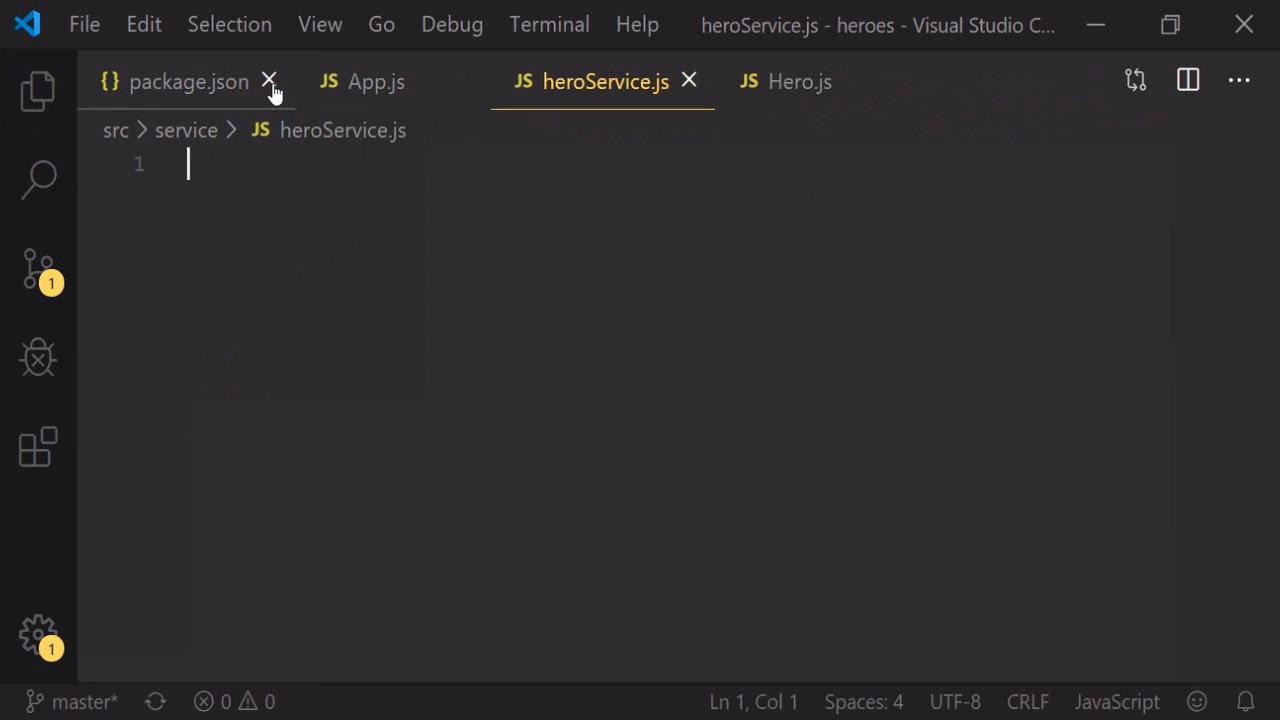 File Edit Selection View Go Debug Terminal Help heroService.js - heroes - Visual Studio C...
{} package.json JS App.js JS heroService.js JS Hero.js
src > service > JS heroService.js
1
1
1
master* 0 0 Ln 1, Col 1 Spaces: 4 UTF-8 CRLF JavaScript